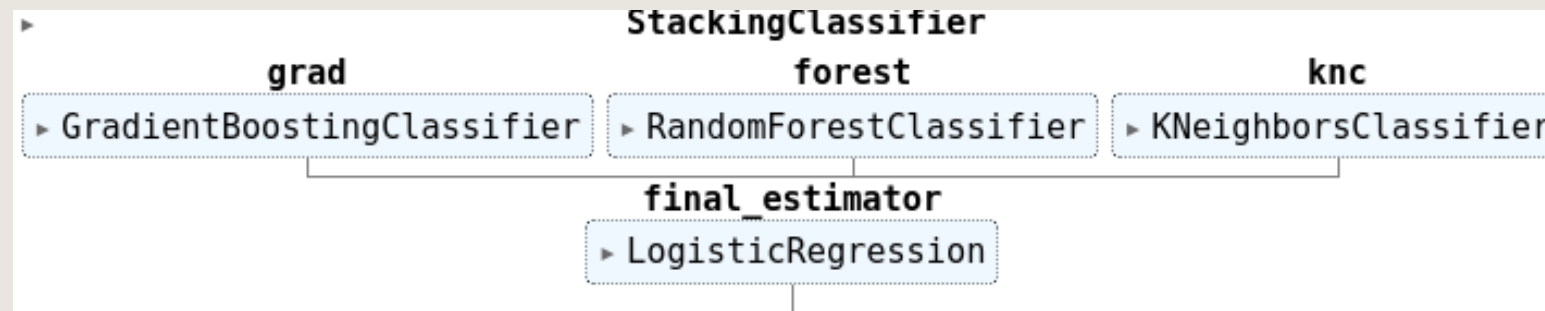 StackingClassifier
grad forest knc
GradientBoostingClassifier RandomForestClassifier KNeighborsClassifier
final_estimator
LogisticRegression